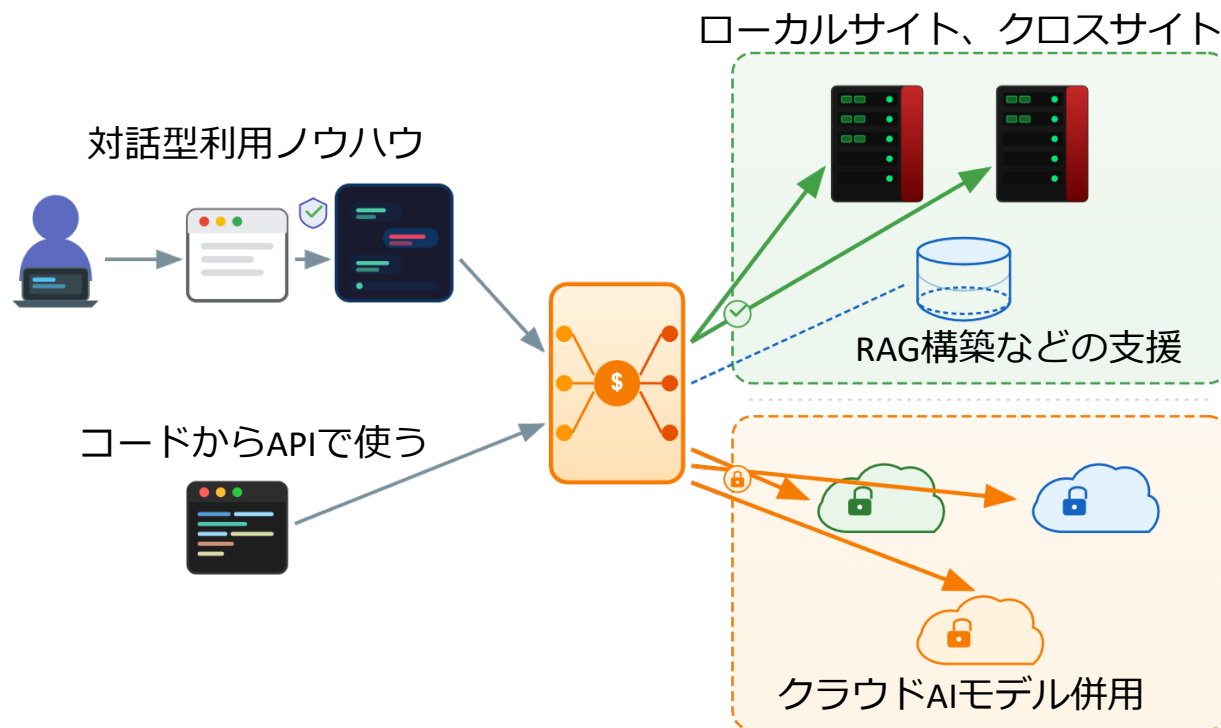 ローカルサイト、クロスサイト
対話型利用ノウハウ
$
RAG構築などの支援
コードからAPIで使う
クラウドAIモデル併用